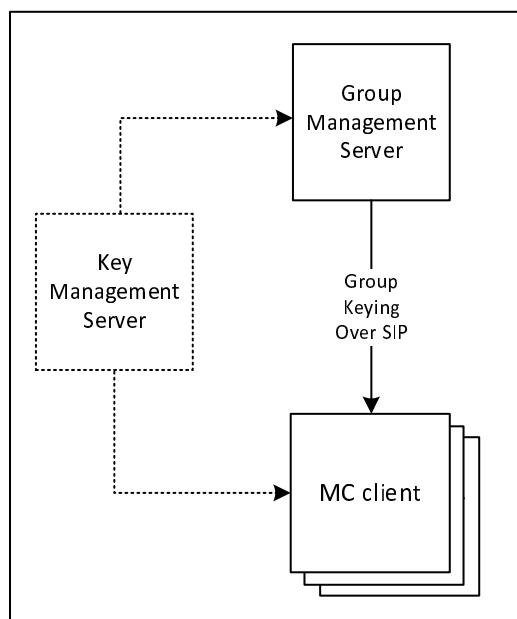 Group
Management
Server
Key
Management
Server
Group
Keying
Over SIP
MC client